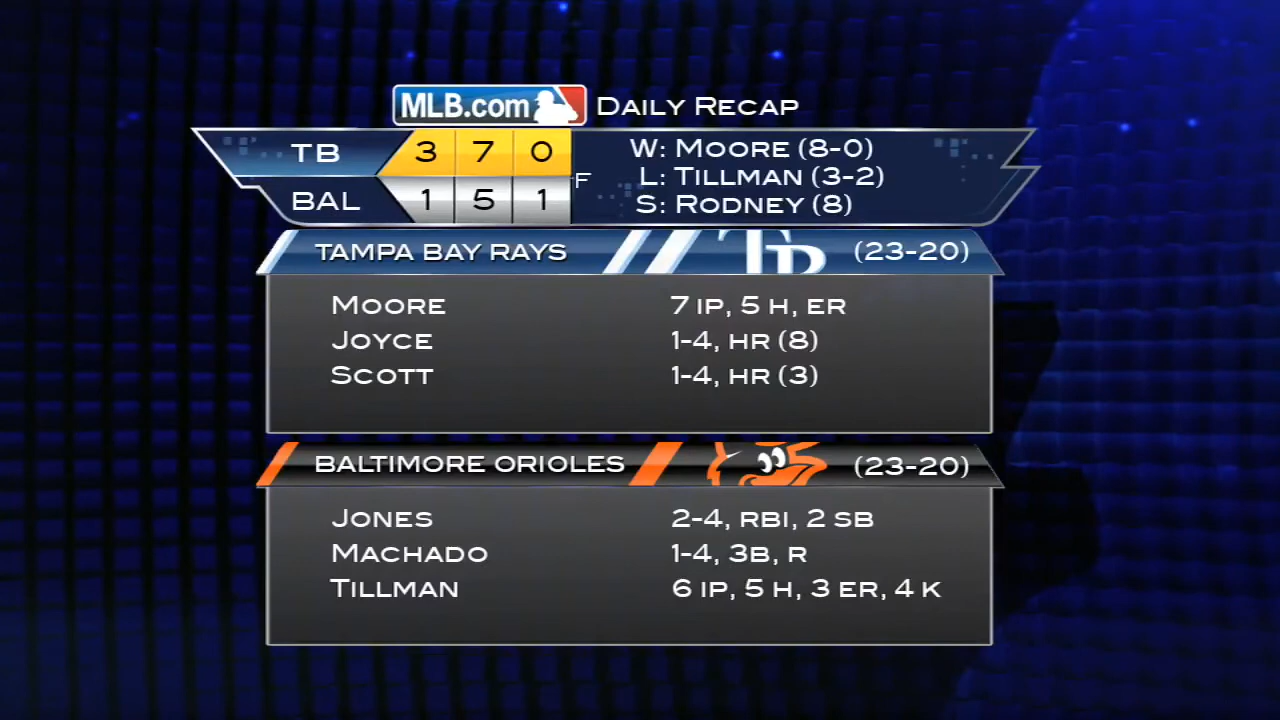 MLB.com Daily Recap
TB 3 7 0
BAL 1 5 1
F
W: Moore (8-0)
L: Tillman (3-2)
S: Rodney (8)
TAMPA BAY RAYS TB (23-20)
Moore 7 IP, 5 H, ER
Joyce 1-4, HR (8)
Scott 1-4, HR (3)
BALTIMORE ORIOLES (23-20)
Jones 2-4, RBI, 2 SB
Machado 1-4, 3B, R
Tillman 6 IP, 5 H, 3 ER, 4 K